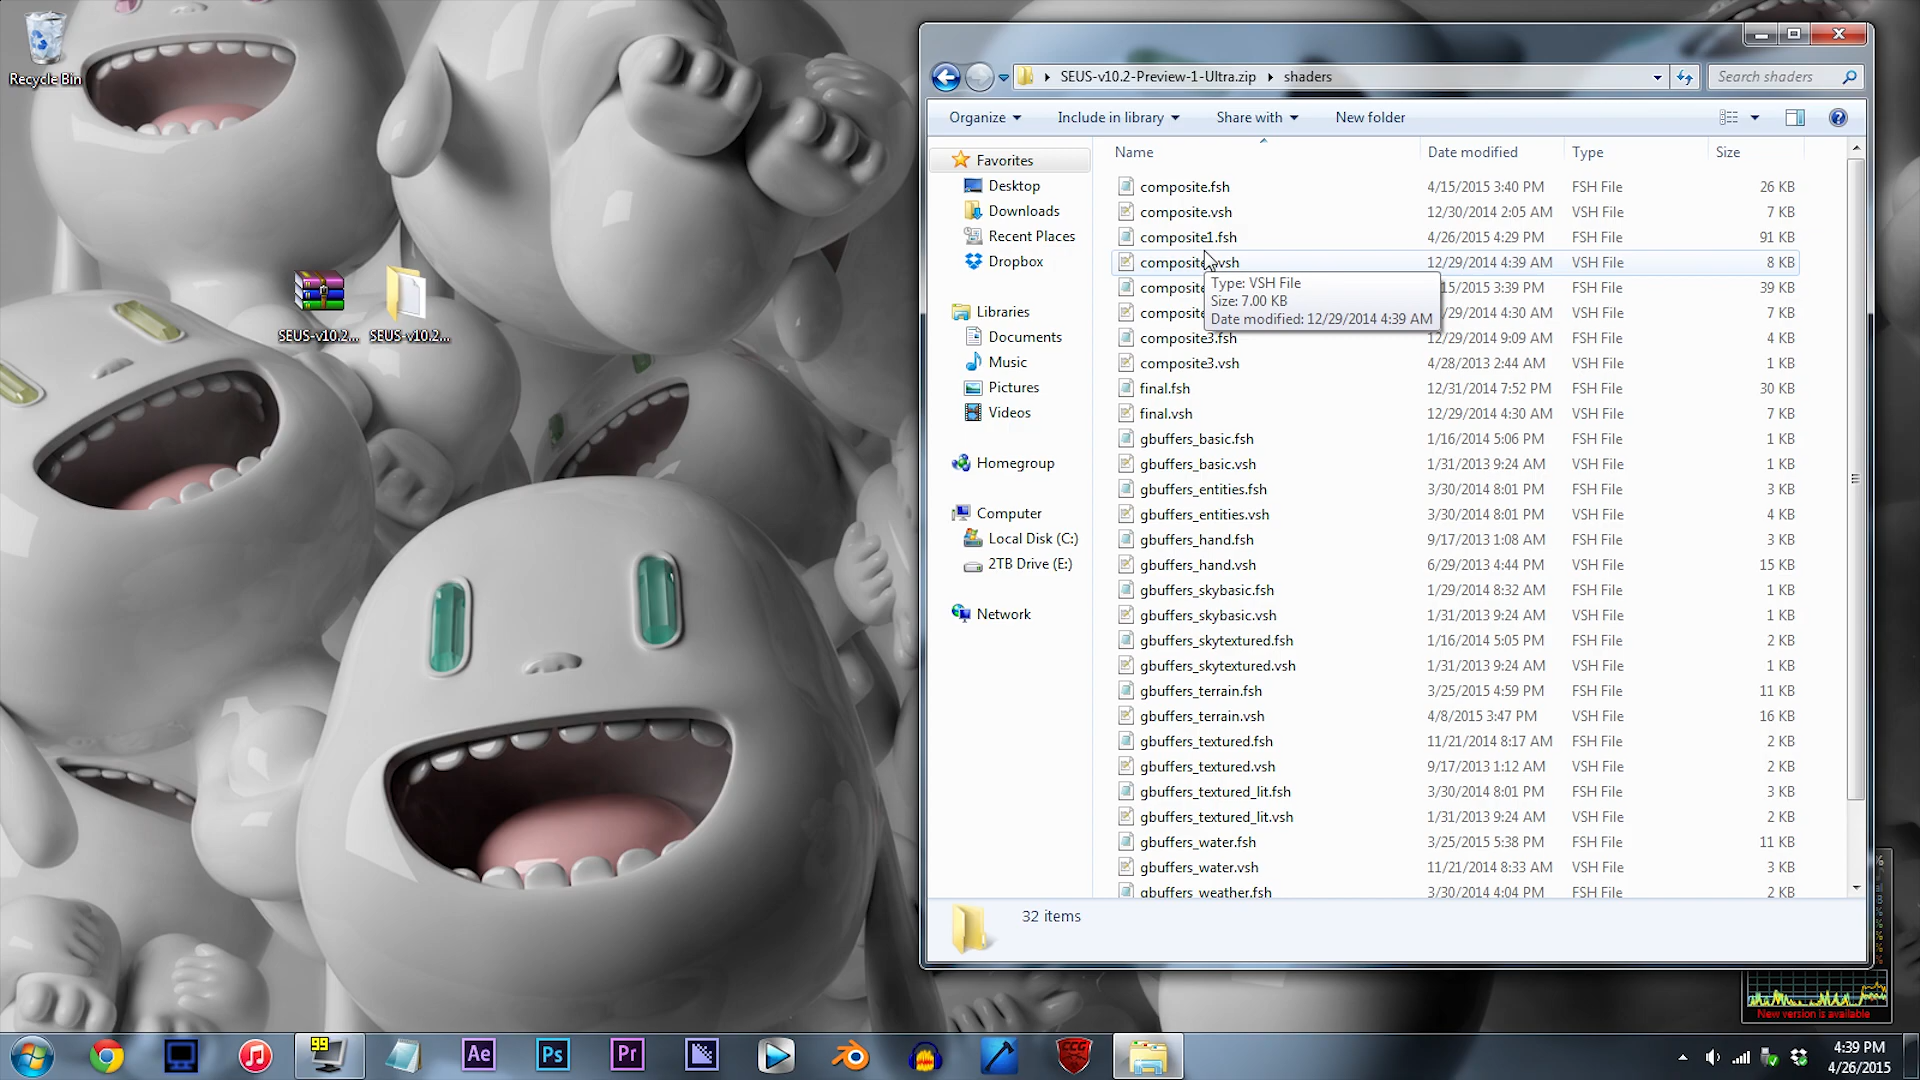 Recycle Bin
SEUS-v10.2...
SEUS-v10.2...
SEUS-v10.2-Preview-1-Ultra.zip
shaders
Search shaders
Organize
Include in library
Share with
New folder
Favorites
Desktop
Downloads
Recent Places
Dropbox
Libraries
Documents
Music
Pictures
Videos
Homegroup
Computer
Local Disk (C:)
2TB Drive (E:)
Network
Name Date modified Type Size
composite.fsh 4/15/2015 3:40 PM FSH File 26 KB
composite.vsh 12/30/2014 2:05 AM VSH File 7 KB
composite1.fsh 4/26/2015 4:29 PM FSH File 91 KB
composite .vsh 12/29/2014 4:39 AM VSH File 8 KB
composite 15/2015 3:39 PM FSH File 39 KB
composite /29/2014 4:30 AM VSH File 7 KB
Type: VSH File
Size: 7.00 KB
Date modified: 12/29/2014 4:39 AM
composite3.fsh 12/29/2014 9:09 AM FSH File 4 KB
composite3.vsh 4/28/2013 2:44 AM VSH File 1 KB
final.fsh 12/31/2014 7:52 PM FSH File 30 KB
final.vsh 12/29/2014 4:30 AM VSH File 7 KB
gbuffers_basic.fsh 1/16/2014 5:06 PM FSH File 1 KB
gbuffers_basic.vsh 1/31/2013 9:24 AM VSH File 1 KB
gbuffers_entities.fsh 3/30/2014 8:01 PM FSH File 3 KB
gbuffers_entities.vsh 3/30/2014 8:01 PM VSH File 4 KB
gbuffers_hand.fsh 9/17/2013 1:08 AM FSH File 3 KB
gbuffers_hand.vsh 6/29/2013 4:44 PM VSH File 15 KB
gbuffers_skybasic.fsh 1/29/2014 8:32 AM FSH File 1 KB
gbuffers_skybasic.vsh 1/31/2013 9:24 AM VSH File 1 KB
gbuffers_skytextured.fsh 1/16/2014 5:05 PM FSH File 2 KB
gbuffers_skytextured.vsh 1/31/2013 9:24 AM VSH File 1 KB
gbuffers_terrain.fsh 3/25/2015 4:59 PM FSH File 11 KB
gbuffers_terrain.vsh 4/8/2015 3:47 PM VSH File 16 KB
gbuffers_textured.fsh 11/21/2014 8:17 AM FSH File 2 KB
gbuffers_textured.vsh 9/17/2013 1:12 AM VSH File 2 KB
gbuffers_textured_lit.fsh 3/30/2014 8:01 PM FSH File 3 KB
gbuffers_textured_lit.vsh 1/31/2013 9:24 AM VSH File 2 KB
gbuffers_water.fsh 3/25/2015 5:38 PM FSH File 11 KB
gbuffers_water.vsh 11/21/2014 8:33 AM VSH File 3 KB
gbuffers_weather.fsh 3/30/2014 4:04 PM FSH File 2 KB
32 items
New version is available
99
Ae
Ps
Pr
CCG
4:39 PM
4/26/2015